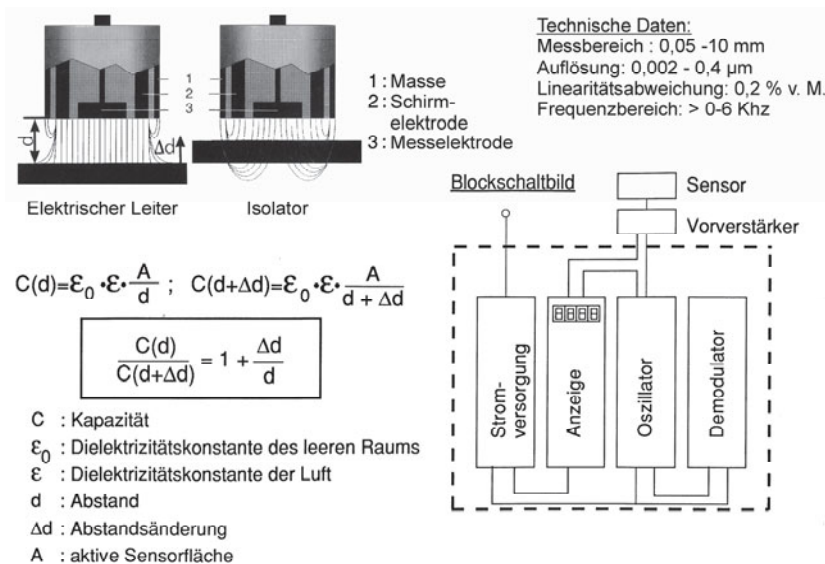 1
2
3
d
Δd
1 : Masse
2 : Schirm-
elektrode
3 : Messelektrode
Elektrischer Leiter
Isolator
Technische Daten:
Messbereich : 0,05 -10 mm
Auflösung: 0,002 - 0,4 µm
Linearitätsabweichung: 0,2 % v. M.
Frequenzbereich: > 0-6 Khz
Blockschaltbild
Sensor
Vorverstärker
Strom-
versorgung
Anzeige
8888
Oszillator
Demodulator
C(d)=ε₀·ε·A/d ; C(d+Δd)=ε₀·ε·A/(d + Δd)
C(d)/C(d+Δd) = 1 + Δd/d
C : Kapazität
ε₀ : Dielektrizitätskonstante des leeren Raums
ε : Dielektrizitätskonstante der Luft
d : Abstand
Δd : Abstandsänderung
A : aktive Sensorfläche